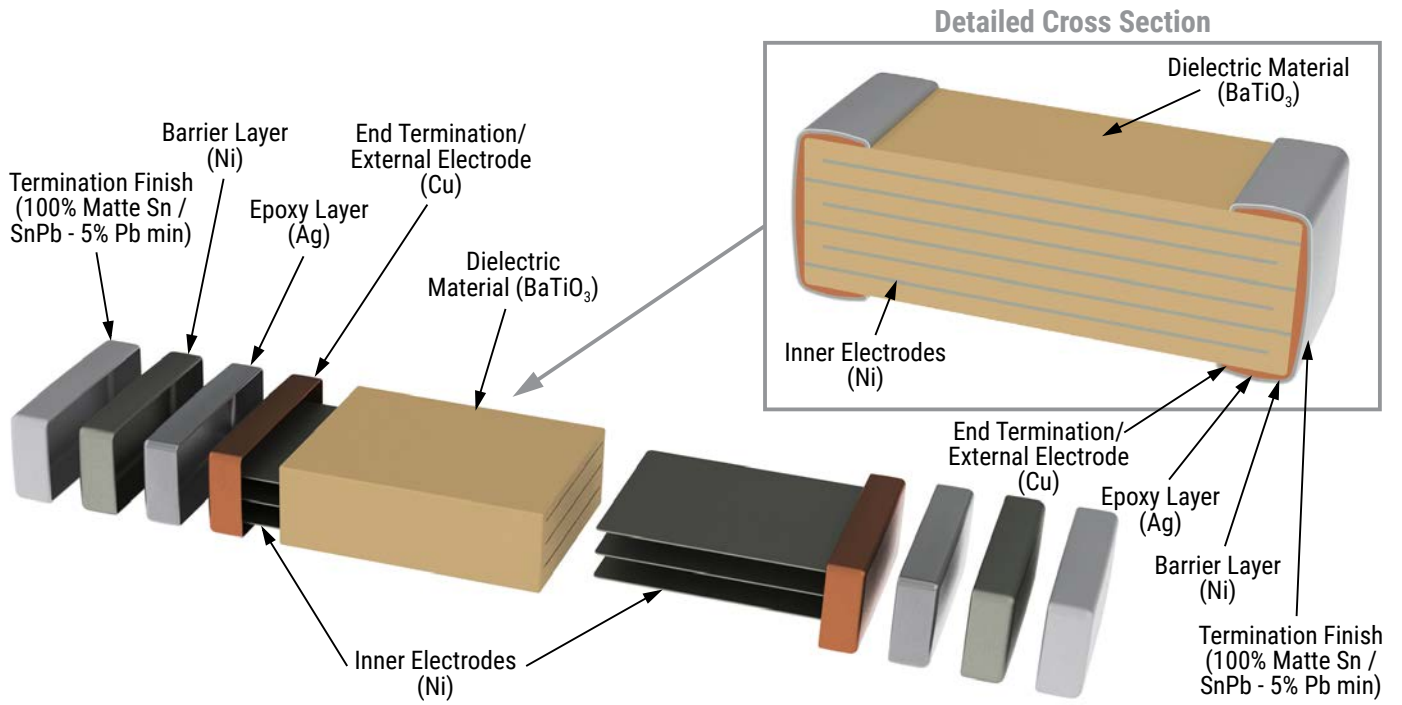 Detailed Cross Section
Dielectric Material
(BaTiO₃)
Barrier Layer
(Ni)
End Termination/
External Electrode
(Cu)
Termination Finish
(100% Matte Sn /
SnPb - 5% Pb min)
Epoxy Layer
(Ag)
Dielectric
Material (BaTiO₃)
Inner Electrodes
(Ni)
End Termination/
External Electrode
(Cu)
Epoxy Layer
(Ag)
Barrier Layer
(Ni)
Termination Finish
(100% Matte Sn /
SnPb - 5% Pb min)
Inner Electrodes
(Ni)